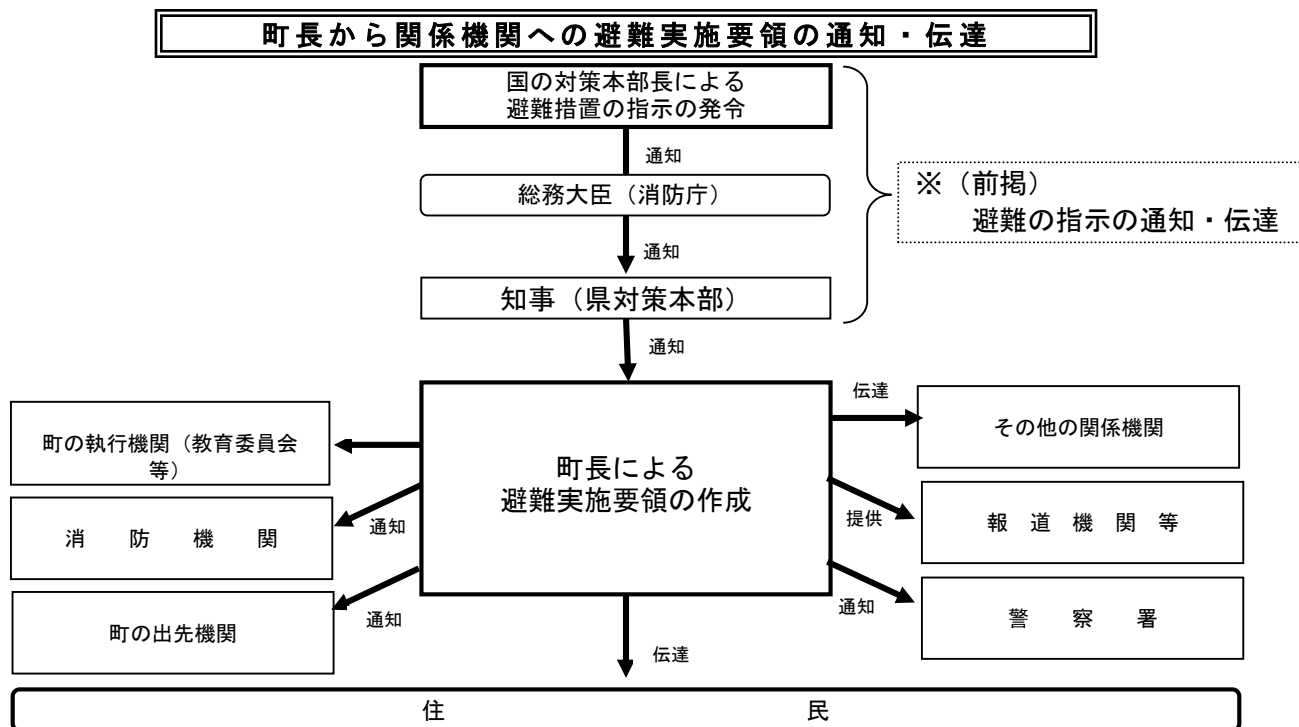 町長から関係機関への避難実施要領の通知・伝達
国の対策本部長による
避難措置の指示の発令
通知
総務大臣（消防庁）
※（前掲）
避難の指示の通知・伝達
通知
知事（県対策本部）
通知
町の執行機関（教育委員会
等）
伝達
その他の関係機関
町長による
避難実施要領の作成
消防機関
通知
提供
報道機関等
町の出先機関
通知
通知
警察署
伝達
住民